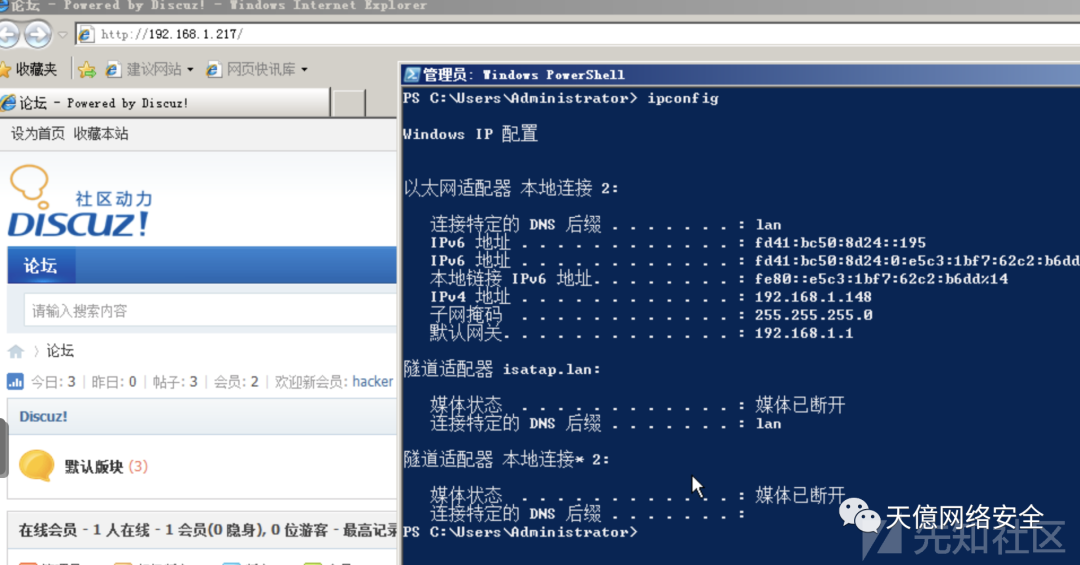 论坛 - Powered by Discuz! - Windows Internet Explorer
http://192.168.1.217/
收藏夹 建议网站 网页快讯库
论坛 - Powered by Discuz!
设为首页 收藏本站
社区动力
DISCUZ!
论坛
请输入搜索内容
论坛
今日: 3 | 昨日: 0 | 帖子: 3 | 会员: 2 | 欢迎新会员: hacker
Discuz!
默认版块 (3)
在线会员 - 1 人在线 - 1 会员(0 隐身), 0 位游客 - 最高记录
管理员: Windows PowerShell
PS C:\Users\Administrator> ipconfig
Windows IP 配置
以太网适配器 本地连接 2:
连接特定的 DNS 后缀 . . . . . . . : lan
IPv6 地址 . . . . . . . . . . . . : fd41:bc50:8d24::195
IPv6 地址 . . . . . . . . . . . . : fd41:bc50:8d24:0:e5c3:1bf7:62c2:b6dd
本地链接 IPv6 地址. . . . . . . . : fe80::e5c3:1bf7:62c2:b6dd%14
IPv4 地址 . . . . . . . . . . . . : 192.168.1.148
子网掩码 . . . . . . . . . . . . : 255.255.255.0
默认网关. . . . . . . . . . . . . : 192.168.1.1
隧道适配器 isatap.lan:
媒体状态 . . . . . . . . . . . . : 媒体已断开
连接特定的 DNS 后缀 . . . . . . . : lan
隧道适配器 本地连接* 2:
媒体状态 . . . . . . . . . . . . : 媒体已断开
连接特定的 DNS 后缀 . . . . . . . :
PS C:\Users\Administrator>
天億网络安全
先知社区